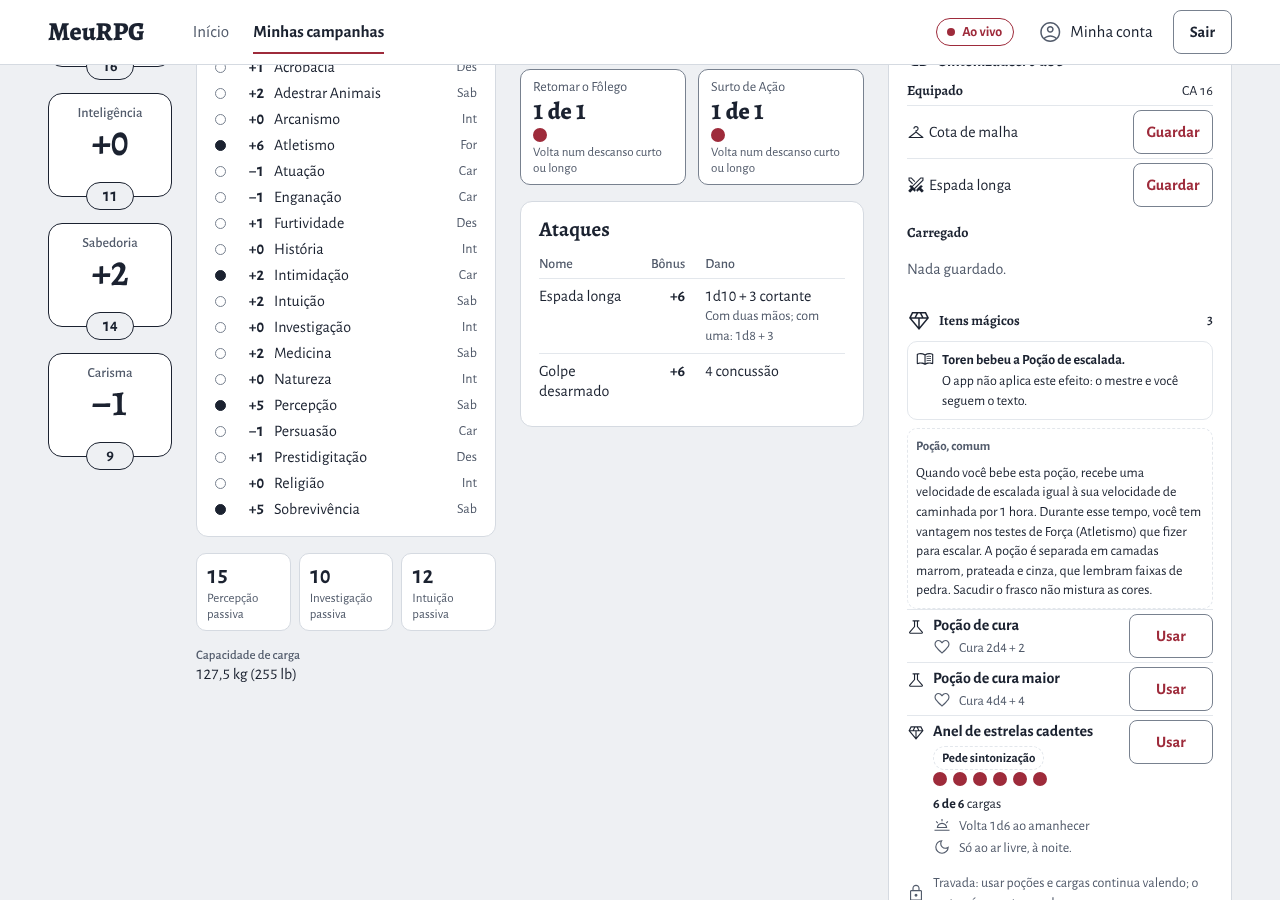 MeuRPG
Início
Minhas campanhas
Ao vivo
Minha conta
Sair
16
Inteligência
+0
11
Sabedoria
+2
14
Carisma
−1
9
+1 Acrobacia Des
+2 Adestrar Animais Sab
+0 Arcanismo Int
+6 Atletismo For
−1 Atuação Car
−1 Enganação Car
+1 Furtividade Des
+0 História Int
+2 Intimidação Car
+2 Intuição Sab
+0 Investigação Int
+2 Medicina Sab
+0 Natureza Int
+5 Percepção Sab
−1 Persuasão Car
+1 Prestidigitação Des
+0 Religião Int
+5 Sobrevivência Sab
15
Percepção
passiva
10
Investigação
passiva
12
Intuição
passiva
Capacidade de carga
127,5 kg (255 lb)
Retomar o Fôlego
1 de 1
Volta num descanso curto
ou longo
Surto de Ação
1 de 1
Volta num descanso curto
ou longo
Ataques
Nome Bônus Dano
Espada longa +6 1d10 + 3 cortante
Com duas mãos; com
uma: 1d8 + 3
Golpe +6 4 concussão
desarmado
Equipado CA 16
Cota de malha Guardar
Espada longa Guardar
Carregado
Nada guardado.
Itens mágicos 3
Toren bebeu a Poção de escalada.
O app não aplica este efeito: o mestre e você
seguem o texto.
Poção, comum
Quando você bebe esta poção, recebe uma
velocidade de escalada igual à sua velocidade de
caminhada por 1 hora. Durante esse tempo, você tem
vantagem nos testes de Força (Atletismo) que fizer
para escalar. A poção é separada em camadas
marrom, prateada e cinza, que lembram faixas de
pedra. Sacudir o frasco não mistura as cores.
Poção de cura Usar
Cura 2d4 + 2
Poção de cura maior Usar
Cura 4d4 + 4
Anel de estrelas cadentes Usar
Pede sintonização
6 de 6 cargas
Volta 1d6 ao amanhecer
Só ao ar livre, à noite.
Travada: usar poções e cargas continua valendo; o